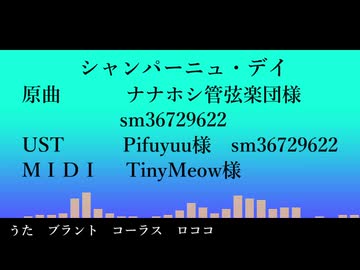 シャンパーニュ・デイ
原曲　ナナホシ管弦楽団様
sm36729622
UST　Pifuyuu様　sm36729622
ＭＩＤＩ　TinyMeow様
うた　ブラント　コーラス　ロココ